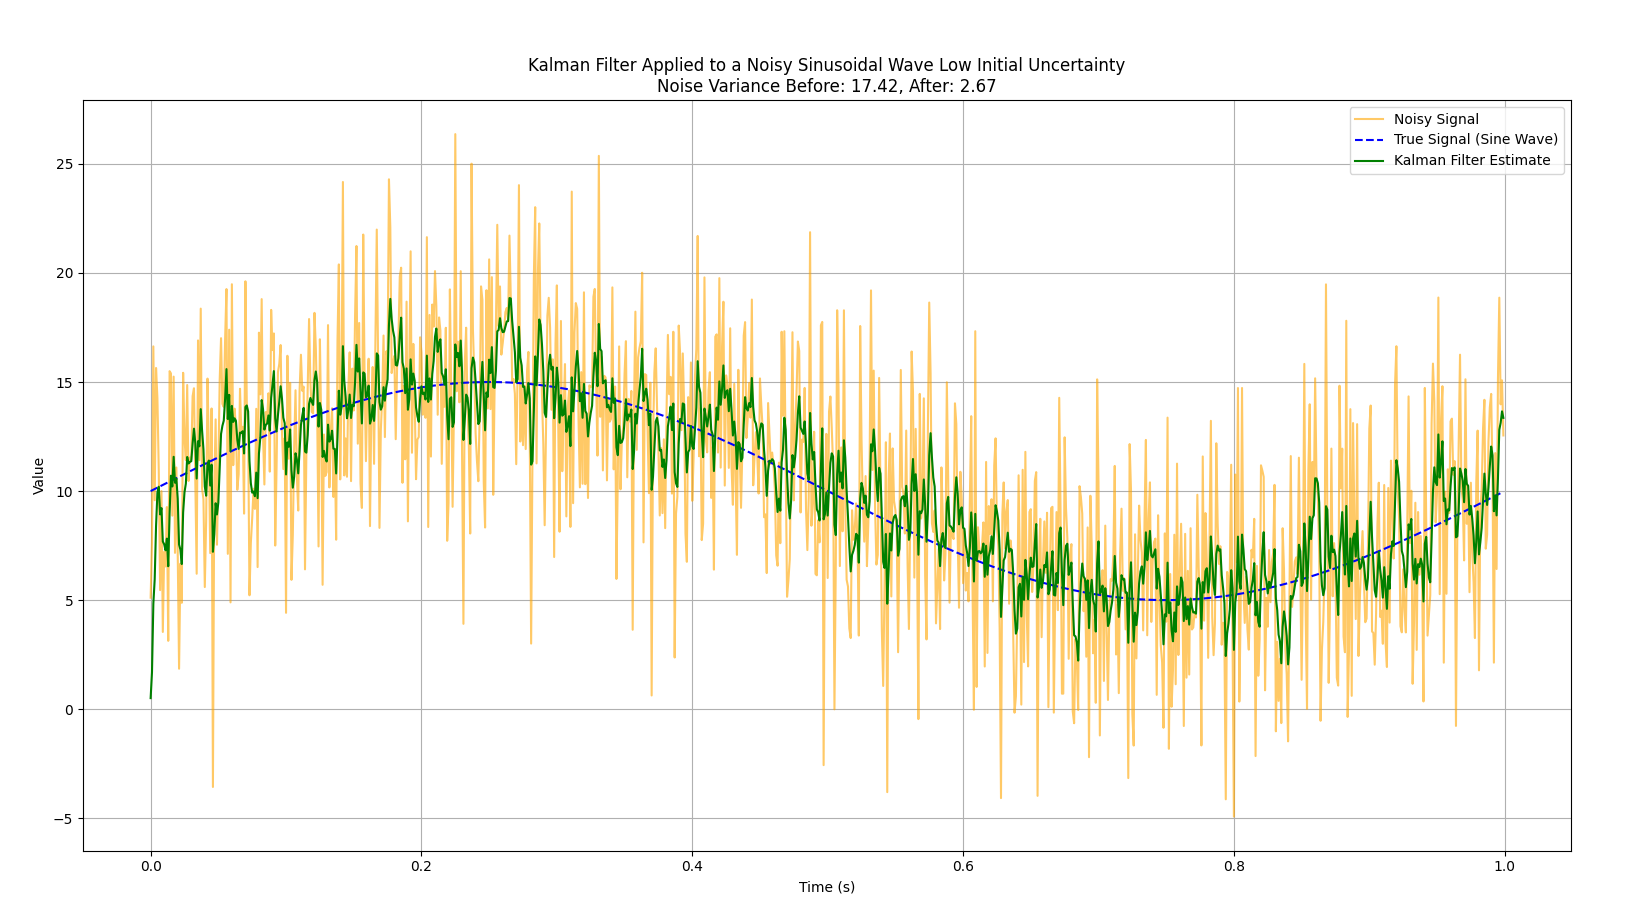 Kalman Filter Applied to a Noisy Sinusoidal Wave Low Initial Uncertainty
Noise Variance Before: 17.42, After: 2.67
Noisy Signal
True Signal (Sine Wave)
Kalman Filter Estimate
Value
25
20
15
10
5
0
−5
0.0 0.2 0.4 0.6 0.8 1.0
Time (s)